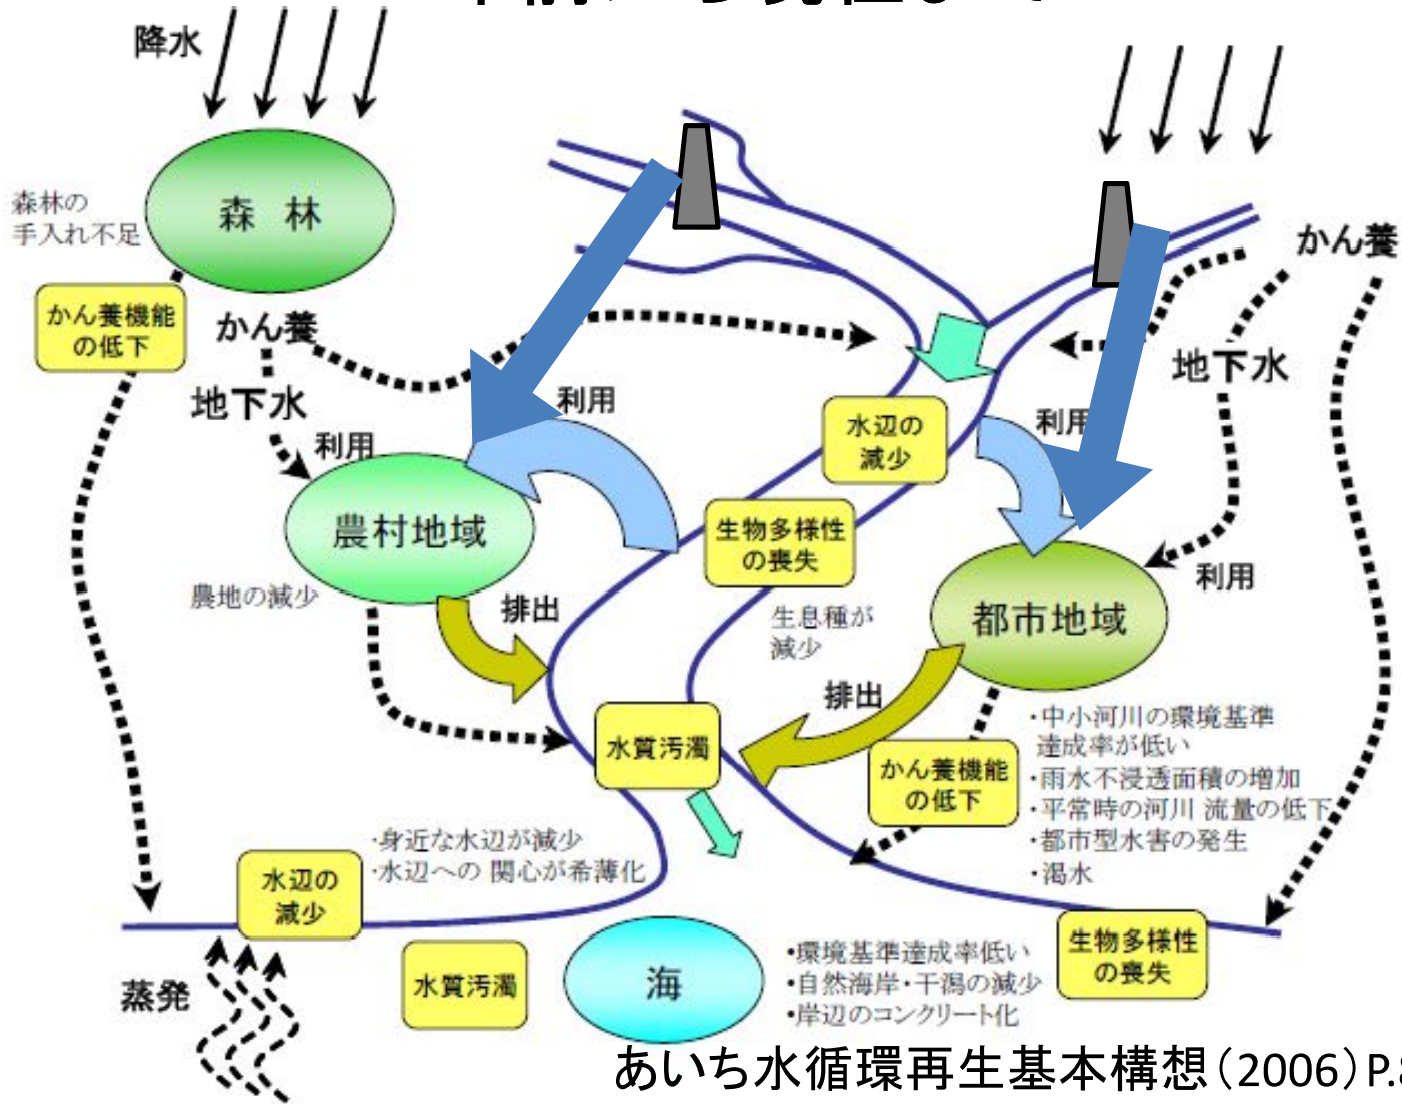 降水
森林の
手入れ不足
森 林
かん養機能
の低下
かん養
地下水
利用
利用
農村地域
農地の減少
排出
水辺の
減少
生物多様性
の喪失
生息種が
減少
利用
かん養
地下水
利用
都市地域
排出
水質汚濁
かん養機能
の低下
・中小河川の環境基準
達成率が低い
・雨水不浸透面積の増加
・平常時の河川 流量の低下
・都市型水害の発生
・渇水
・身近な水辺が減少
・水辺への 関心が希薄化
水辺の
減少
蒸発
水質汚濁
海
•環境基準達成率低い
•自然海岸・干潟の減少
•岸辺のコンクリート化
生物多様性
の喪失
あいち水循環再生基本構想（2006）P.8